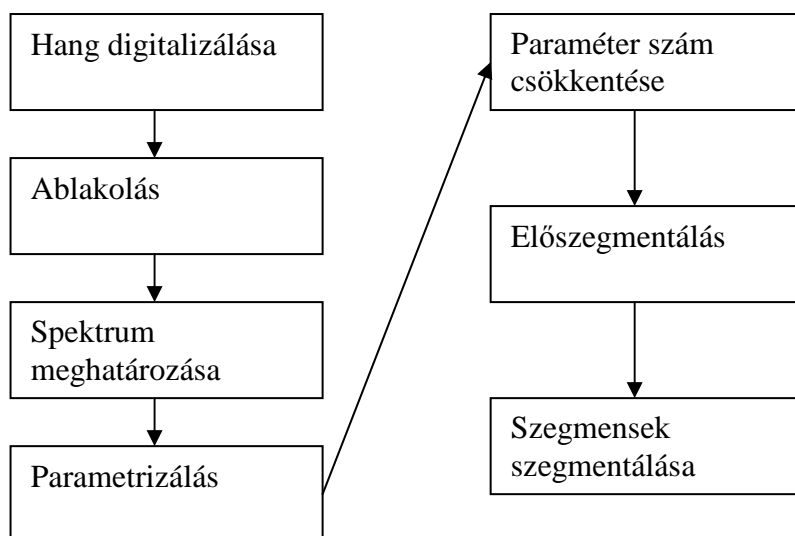 Hang digitalizálása
Ablakolás
Spektrum
meghatározása
Parametrizálás
Paraméter szám
csökkentése
Előszegmentálás
Szegmensek
szegmentálása